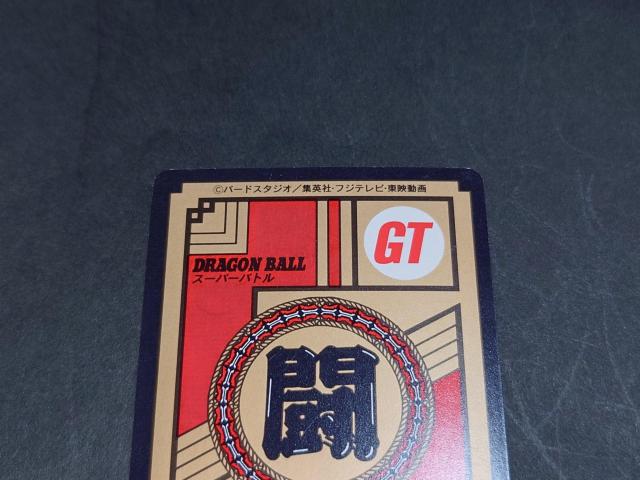 ©バードスタジオ／集英社・フジテレビ・東映動画
GT
DRAGON BALL
スーパーバトル
闘